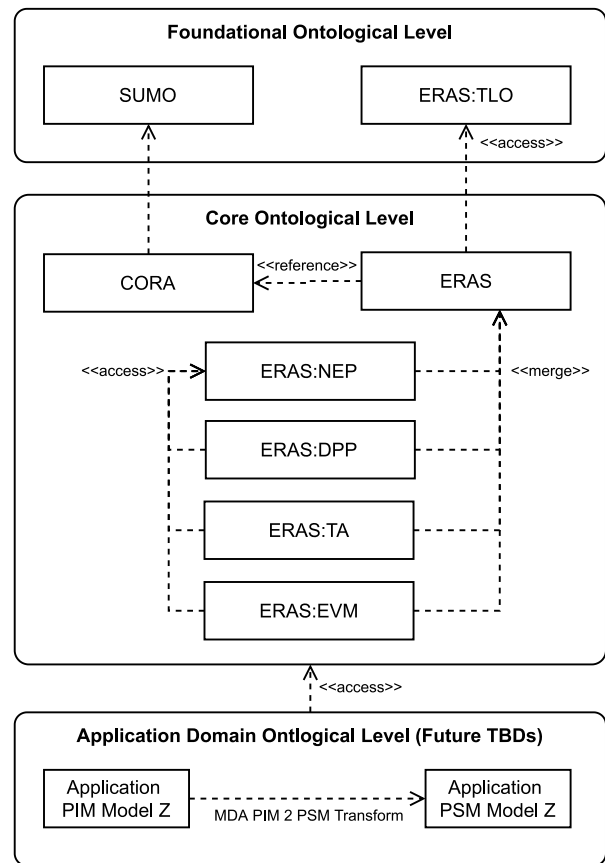 Foundational Ontological Level
SUMO
ERAS:TLO
<<access>>
Core Ontological Level
<<reference>>
CORA
ERAS
<<access>>
ERAS:NEP
<<merge>>
ERAS:DPP
ERAS:TA
ERAS:EVM
<<access>>
Application Domain Ontlogical Level (Future TBDs)
Application
PIM Model Z
MDA PIM 2 PSM Transform
Application
PSM Model Z